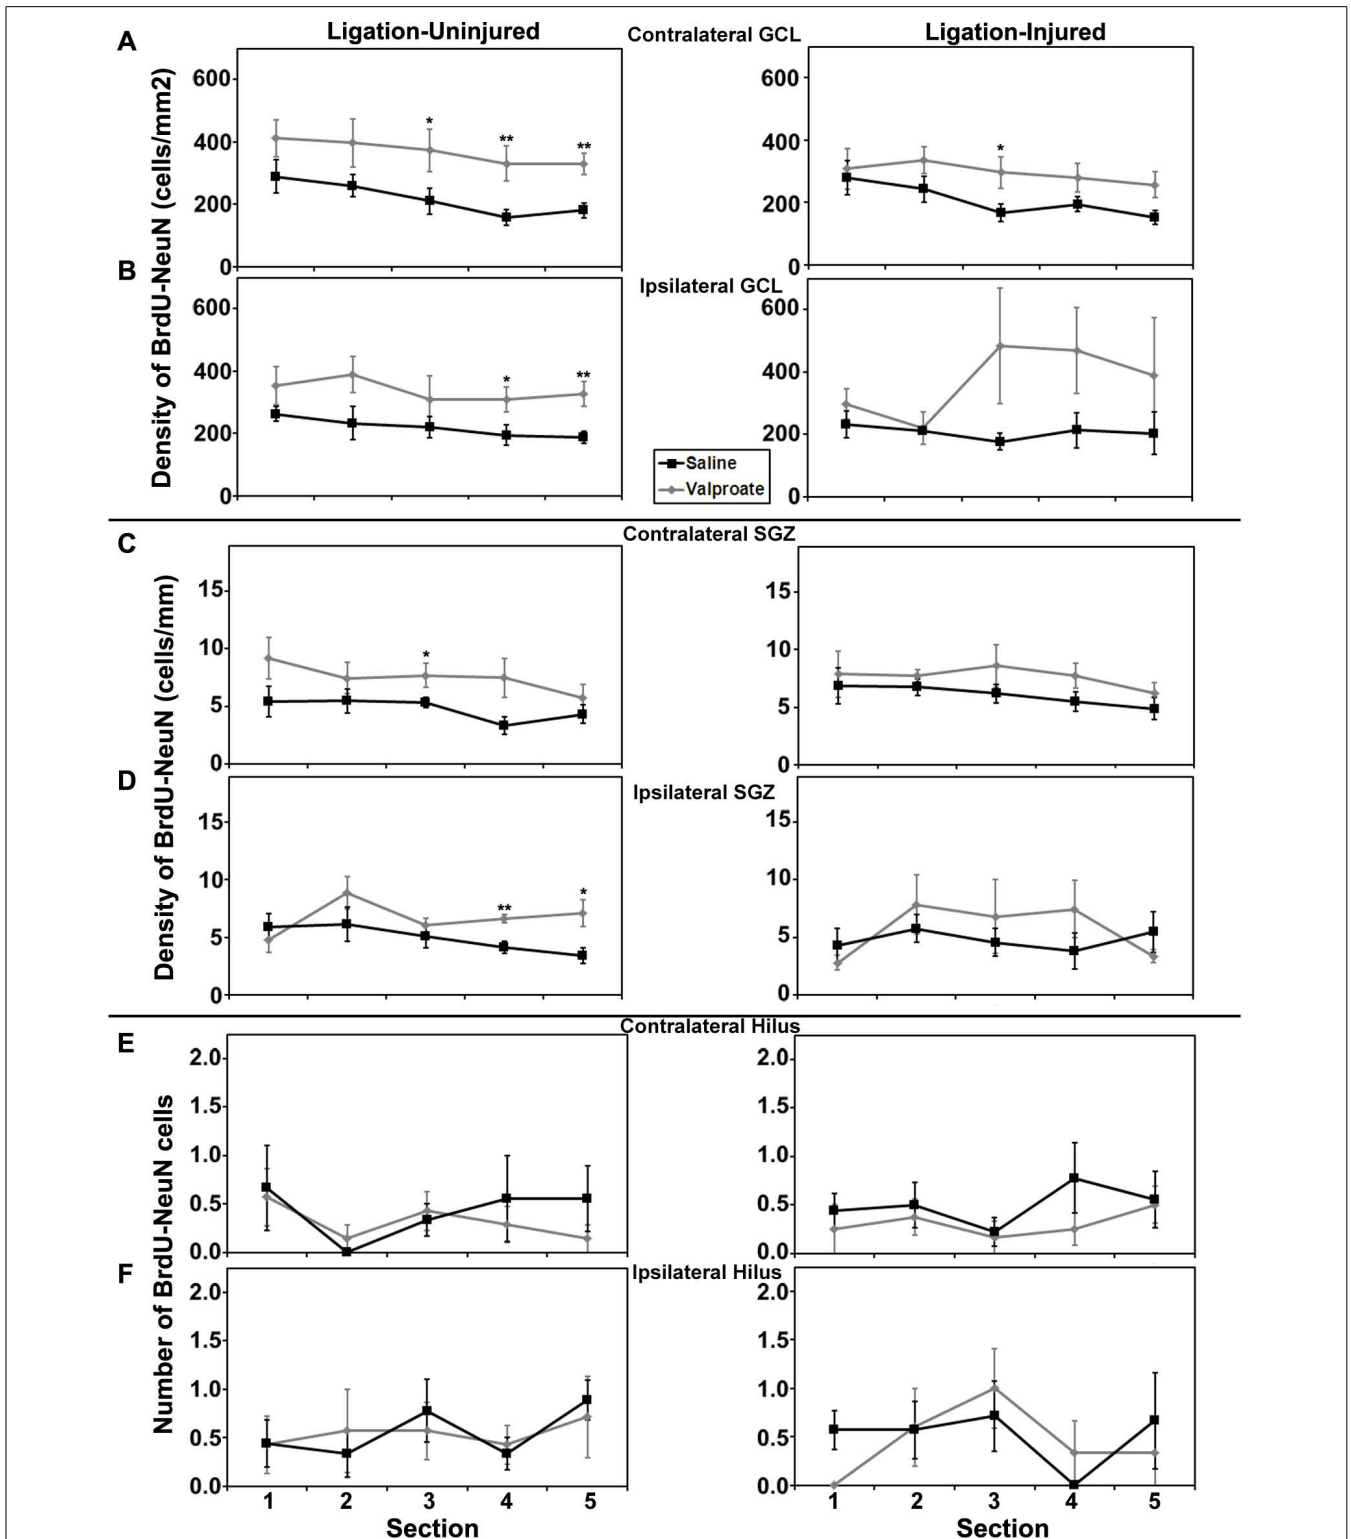 Ligation-Uninjured
Ligation-Injured
A
Contralateral GCL
Density of BrdU-NeuN (cells/mm2)
600
400
200
0
*
**
**
600
400
200
0
*
B
Ipsilateral GCL
600
400
200
0
*
**
600
400
200
0
Saline
Valproate
C
Contralateral SGZ
Density of BrdU-NeuN (cells/mm)
15
10
5
0
*
15
10
5
0
D
Ipsilateral SGZ
15
10
5
0
**
*
15
10
5
0
E
Contralateral Hilus
Number of BrdU-NeuN cells
2.0
1.5
1.0
0.5
0.0
2.0
1.5
1.0
0.5
0.0
F
Ipsilateral Hilus
2.0
1.5
1.0
0.5
0.0
2.0
1.5
1.0
0.5
0.0
1 2 3 4 5
1 2 3 4 5
Section
Section